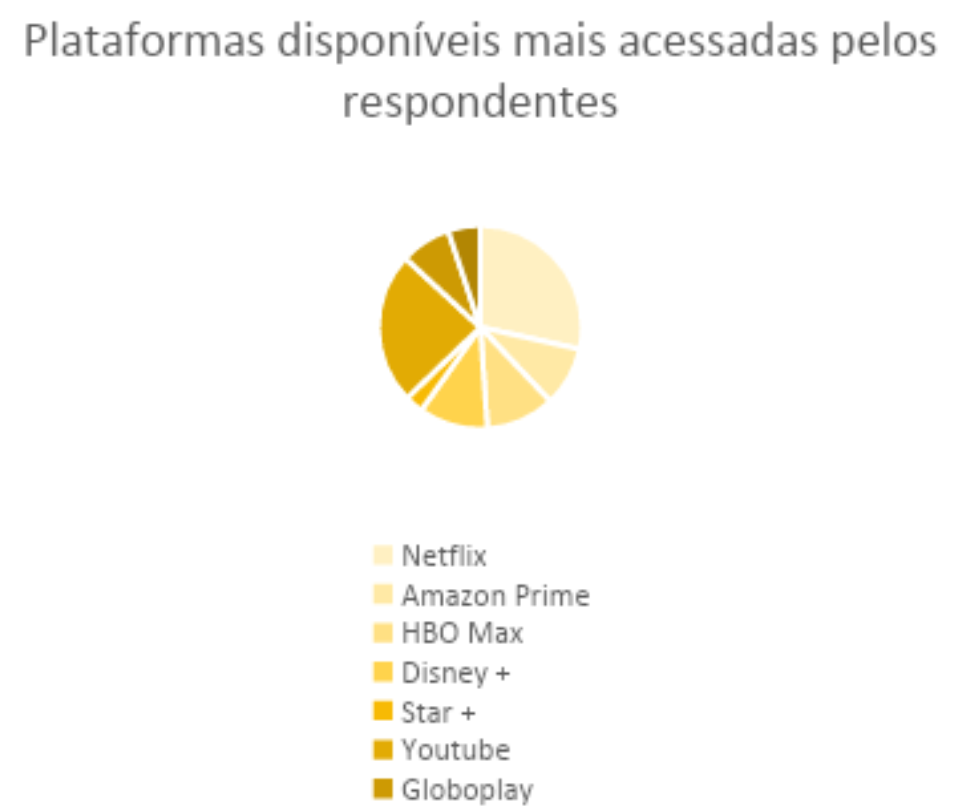 Plataformas disponíveis mais acessadas pelos
respondentes
Netflix
Amazon Prime
HBO Max
Disney +
Star +
Youtube
Globoplay